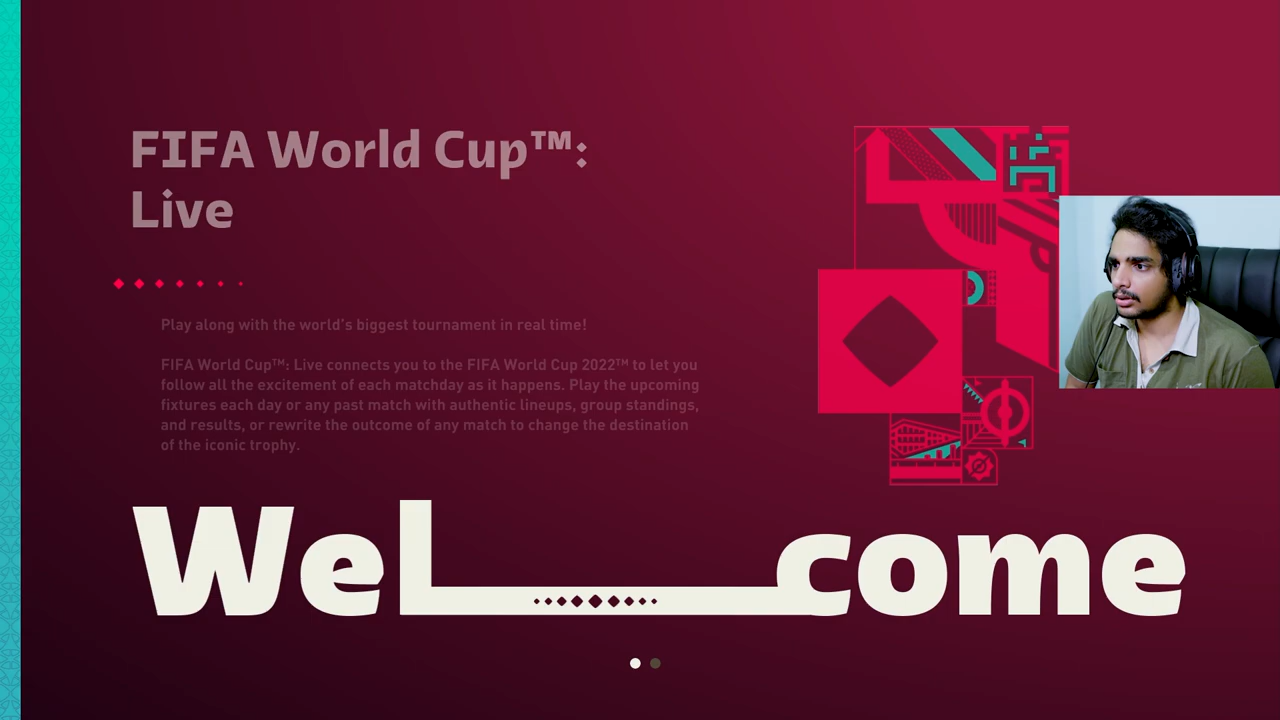 FIFA World Cup™:
Live
Play along with the world's biggest tournament in real time!
FIFA World Cup™: Live connects you to the FIFA World Cup 2022™ to let you
follow all the excitement of each matchday as it happens. Play the upcoming
fixtures each day or any past match with authentic lineups, group standings,
and results, or rewrite the outcome of any match to change the destination
of the iconic trophy.
Welcome